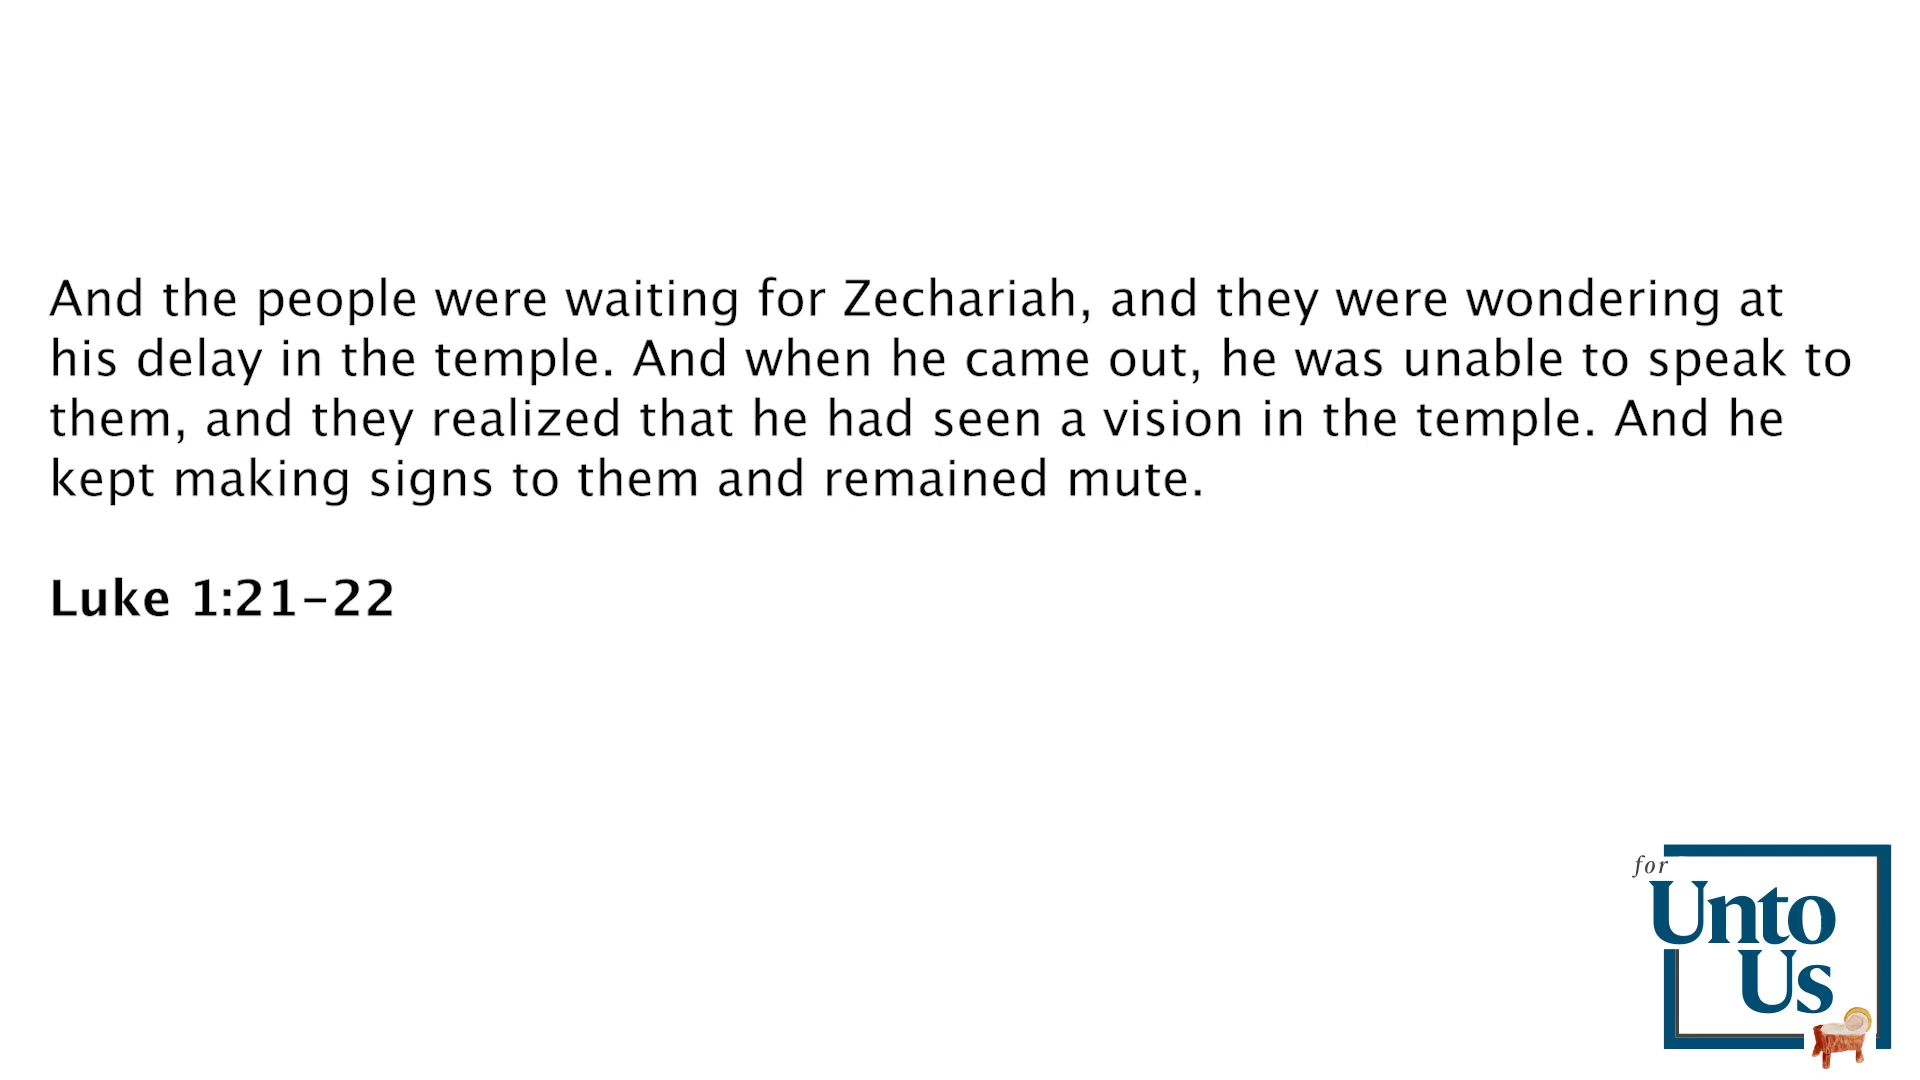 And the people were waiting for Zechariah, and they were wondering at
his delay in the temple. And when he came out, he was unable to speak to
them, and they realized that he had seen a vision in the temple. And he
kept making signs to them and remained mute.
Luke 1:21–22
for
Unto
Us